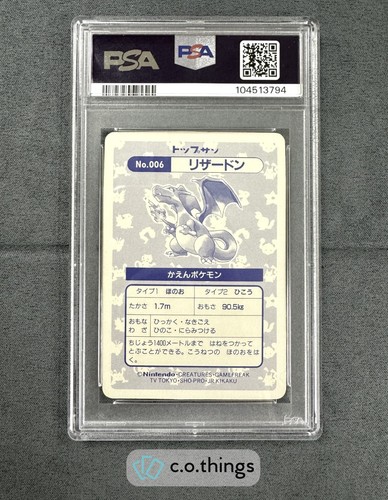 PSA
PSA
104513794
トップサン
No.006 リザードン
かえんポケモン
タイプ1 ほのお タイプ2 ひこう
たかさ 1.7m おもさ 90.5kg
おもな ひっかく・なきごえ
わざ ひのこ・にらみつける
ちじょう1400メートルまで はねをつかって
とぶことができる。こうねつの ほのおをは
く。
©Nintendo・CREATURES・GAMEFREAK
TV TOKYO・SHO-PRO・JR KIKAKU
c.o.things